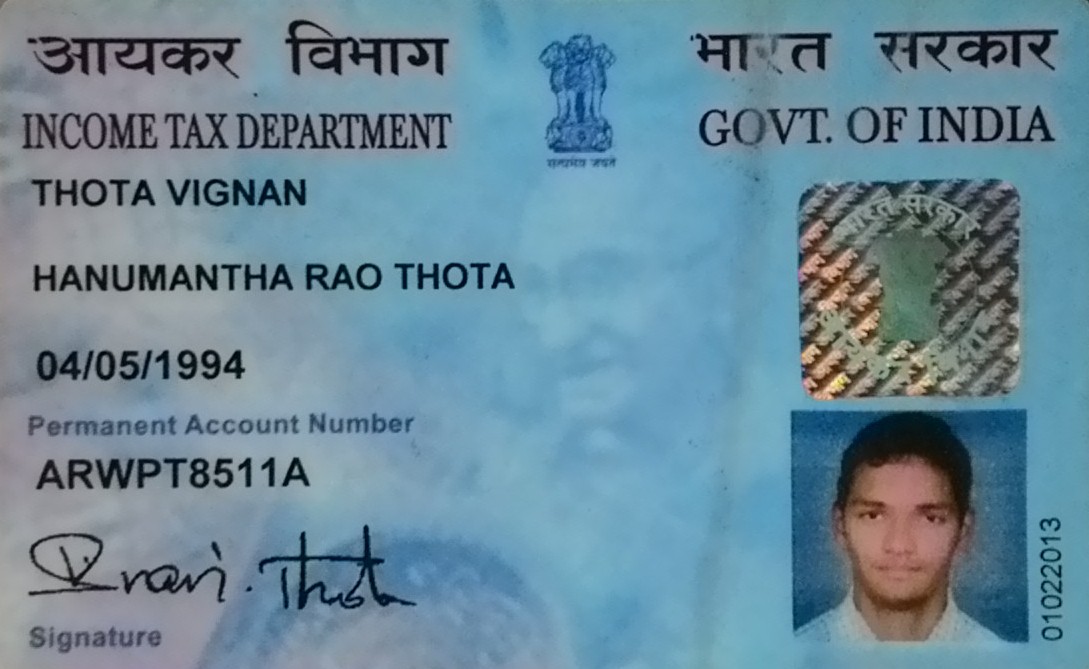 आयकर विभाग
भारत सरकार
INCOME TAX DEPARTMENT
GOVT. OF INDIA
सत्यमेव जयते
THOTA VIGNAN
HANUMANTHA RAO THOTA
04/05/1994
Permanent Account Number
ARWPT8511A
Thota
Signature
भारत सरकार
01022013